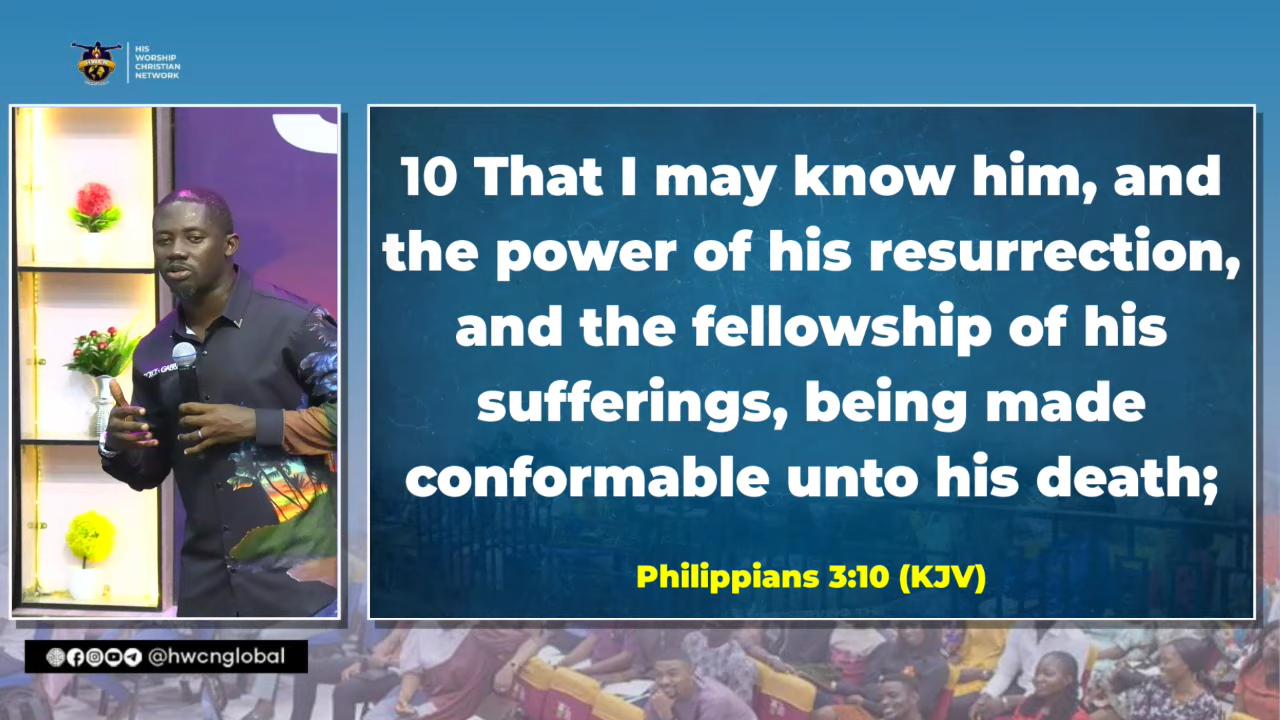 HIS
WORSHIP
CHRISTIAN
NETWORK
HWCN
10 That I may know him, and
the power of his resurrection,
and the fellowship of his
sufferings, being made
conformable unto his death;
Philippians 3:10 (KJV)
@hwcnglobal